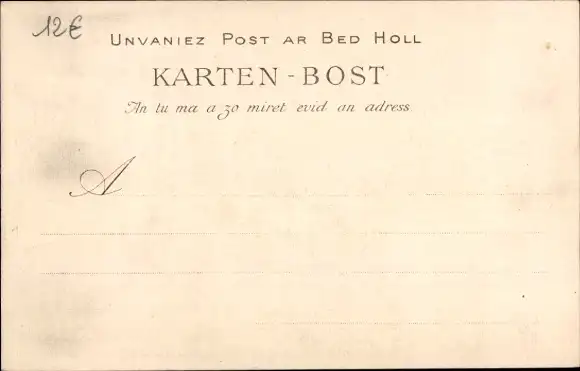 12€
UNVANIEZ POST AR BED HOLL
KARTEN-BOST
An tu ma a zo miret evid an adress
A